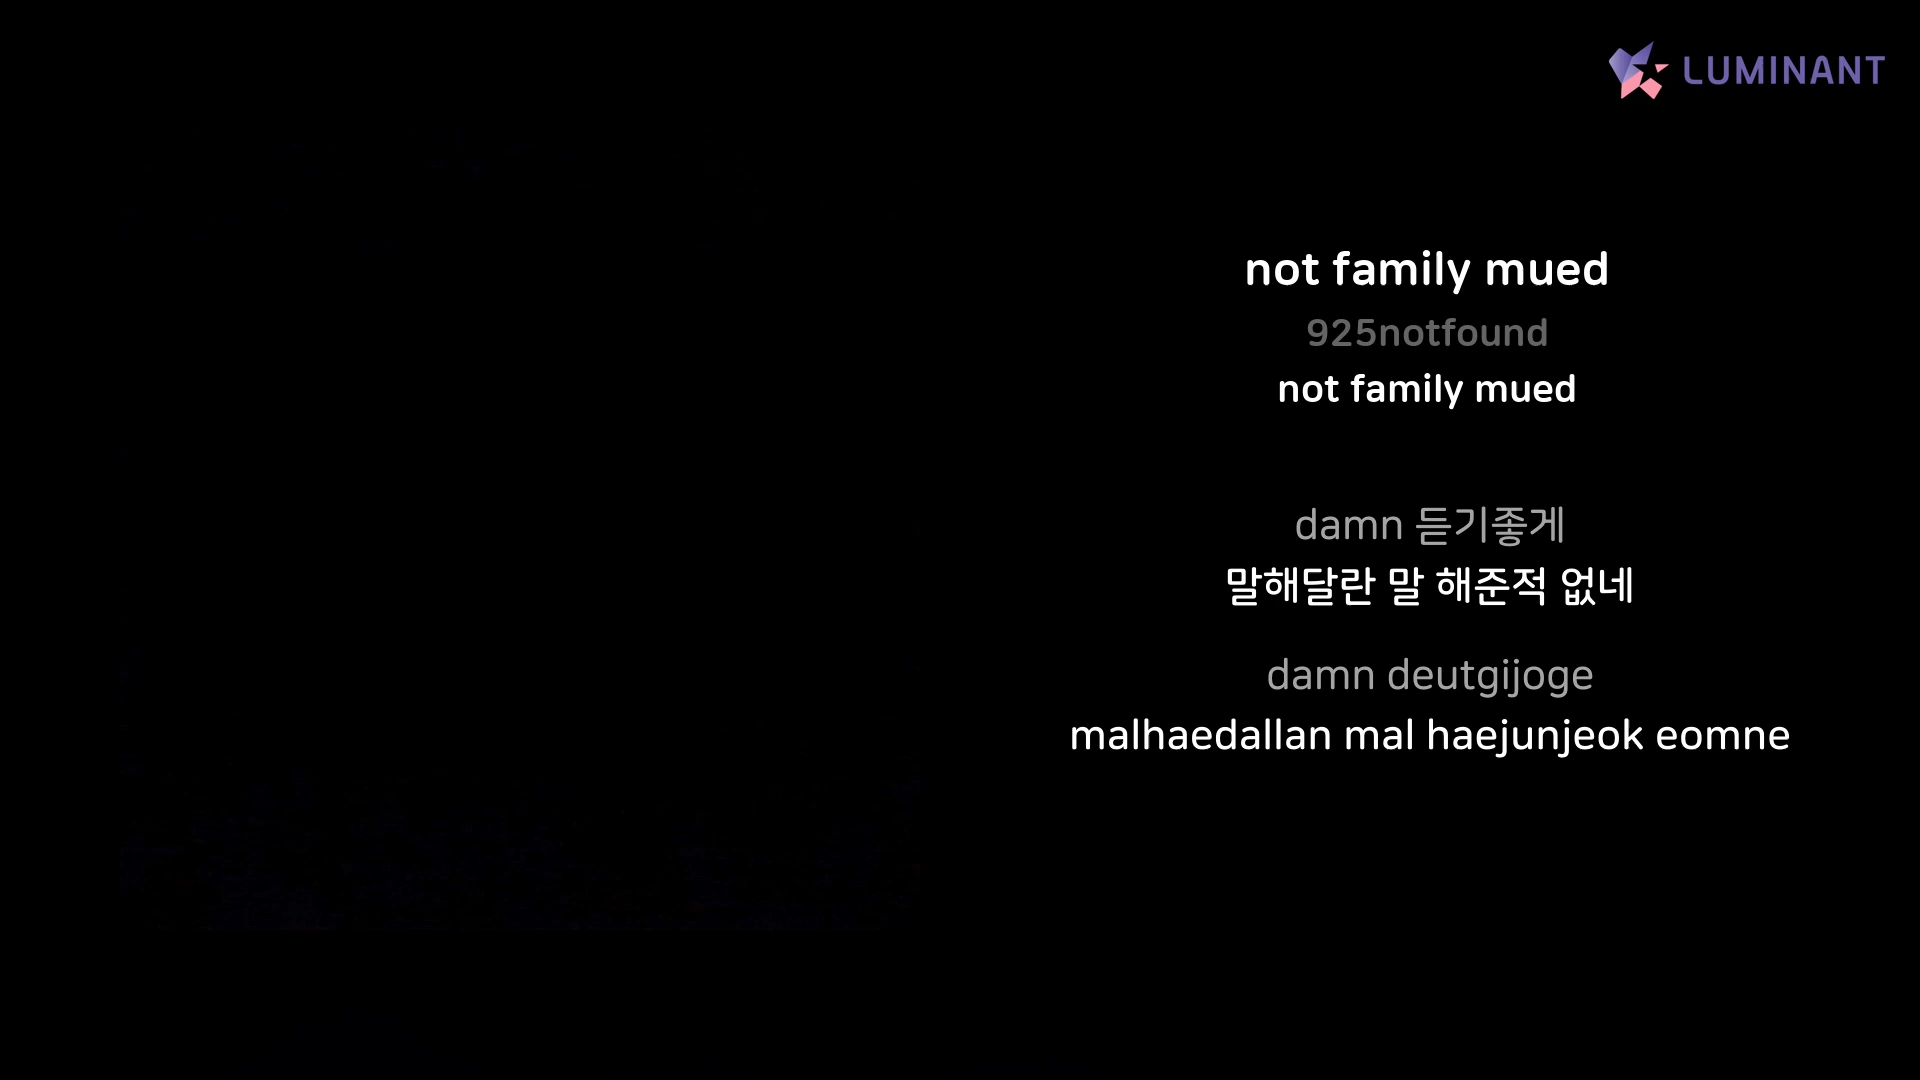 LUMINANT
not family mued
925notfound
not family mued
damn 듣기좋게
말해달란 말 해준적 없네
damn deutgijoge
malhaedallan mal haejunjeok eomne